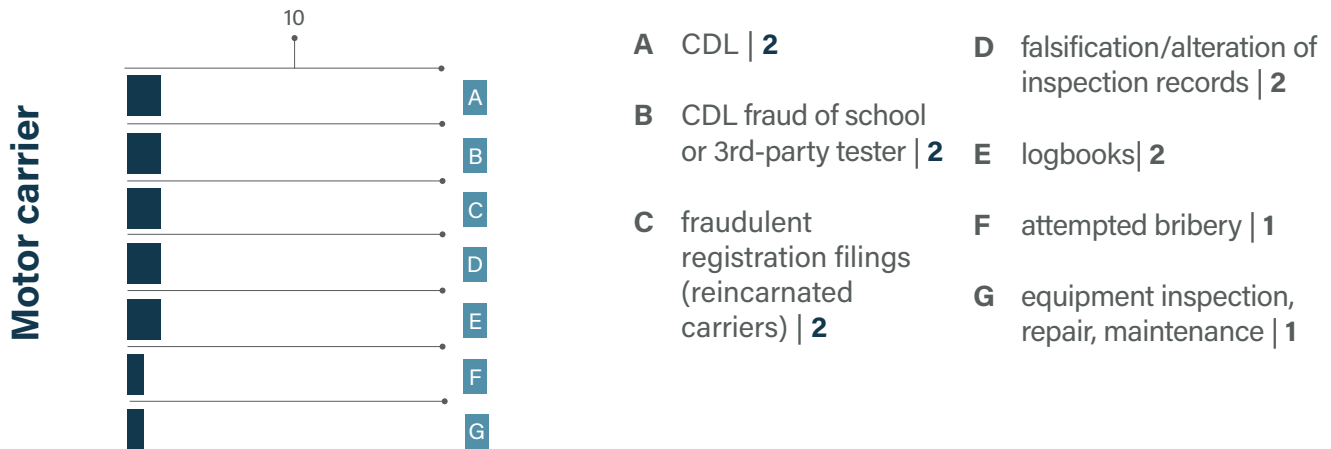 Motor carrier
10
A
B
C
D
E
F
G
A CDL | 2
B CDL fraud of school
or 3rd-party tester | 2
C fraudulent
registration filings
(reincarnated
carriers) | 2
D falsification/alteration of
inspection records | 2
E logbooks| 2
F attempted bribery | 1
G equipment inspection,
repair, maintenance | 1